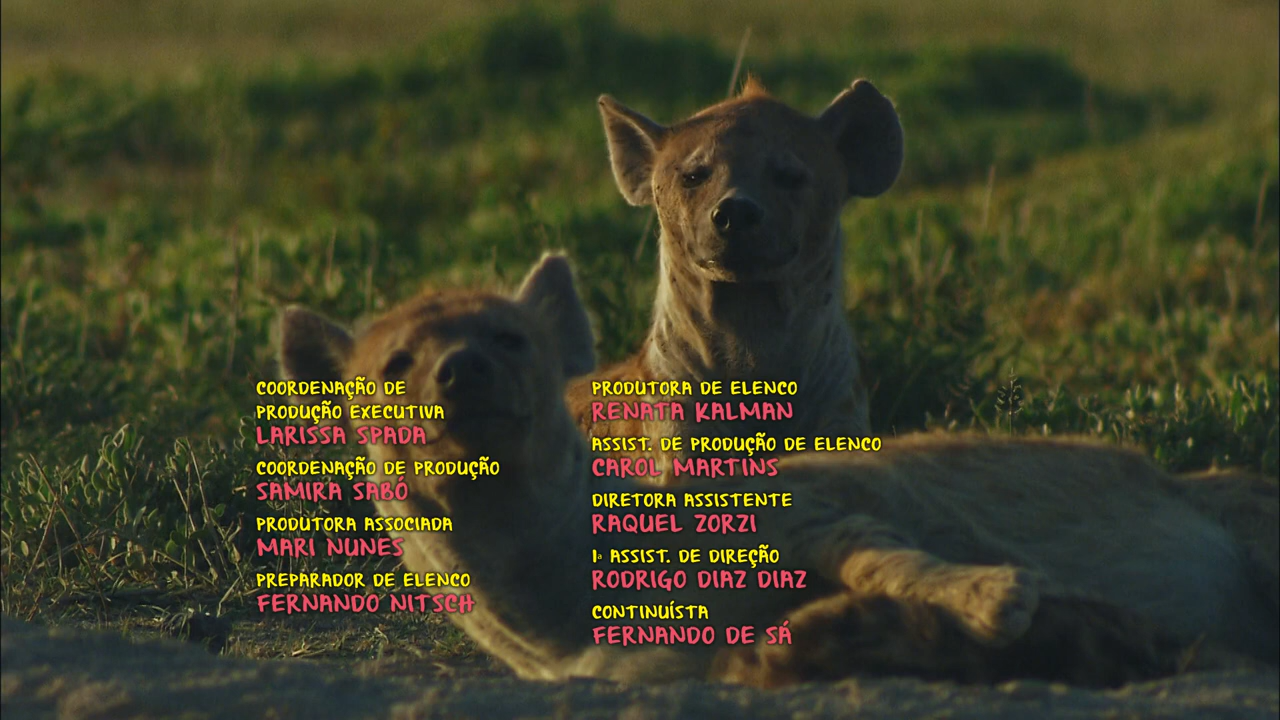 COORDENAÇÃO DE
PRODUÇÃO EXECUTIVA
LARISSA SPADA
COORDENAÇÃO DE PRODUÇÃO
SAMIRA SABÓ
PRODUTORA ASSOCIADA
MARI NUNES
PREPARADOR DE ELENCO
FERNANDO NITSCH
PRODUTORA DE ELENCO
RENATA KALMAN
ASSIST. DE PRODUÇÃO DE ELENCO
CAROL MARTINS
DIRETORA ASSISTENTE
RAQUEL ZORZI
1ª ASSIST. DE DIREÇÃO
RODRIGO DIAZ DIAZ
CONTINUÍSTA
FERNANDO DE SÁ